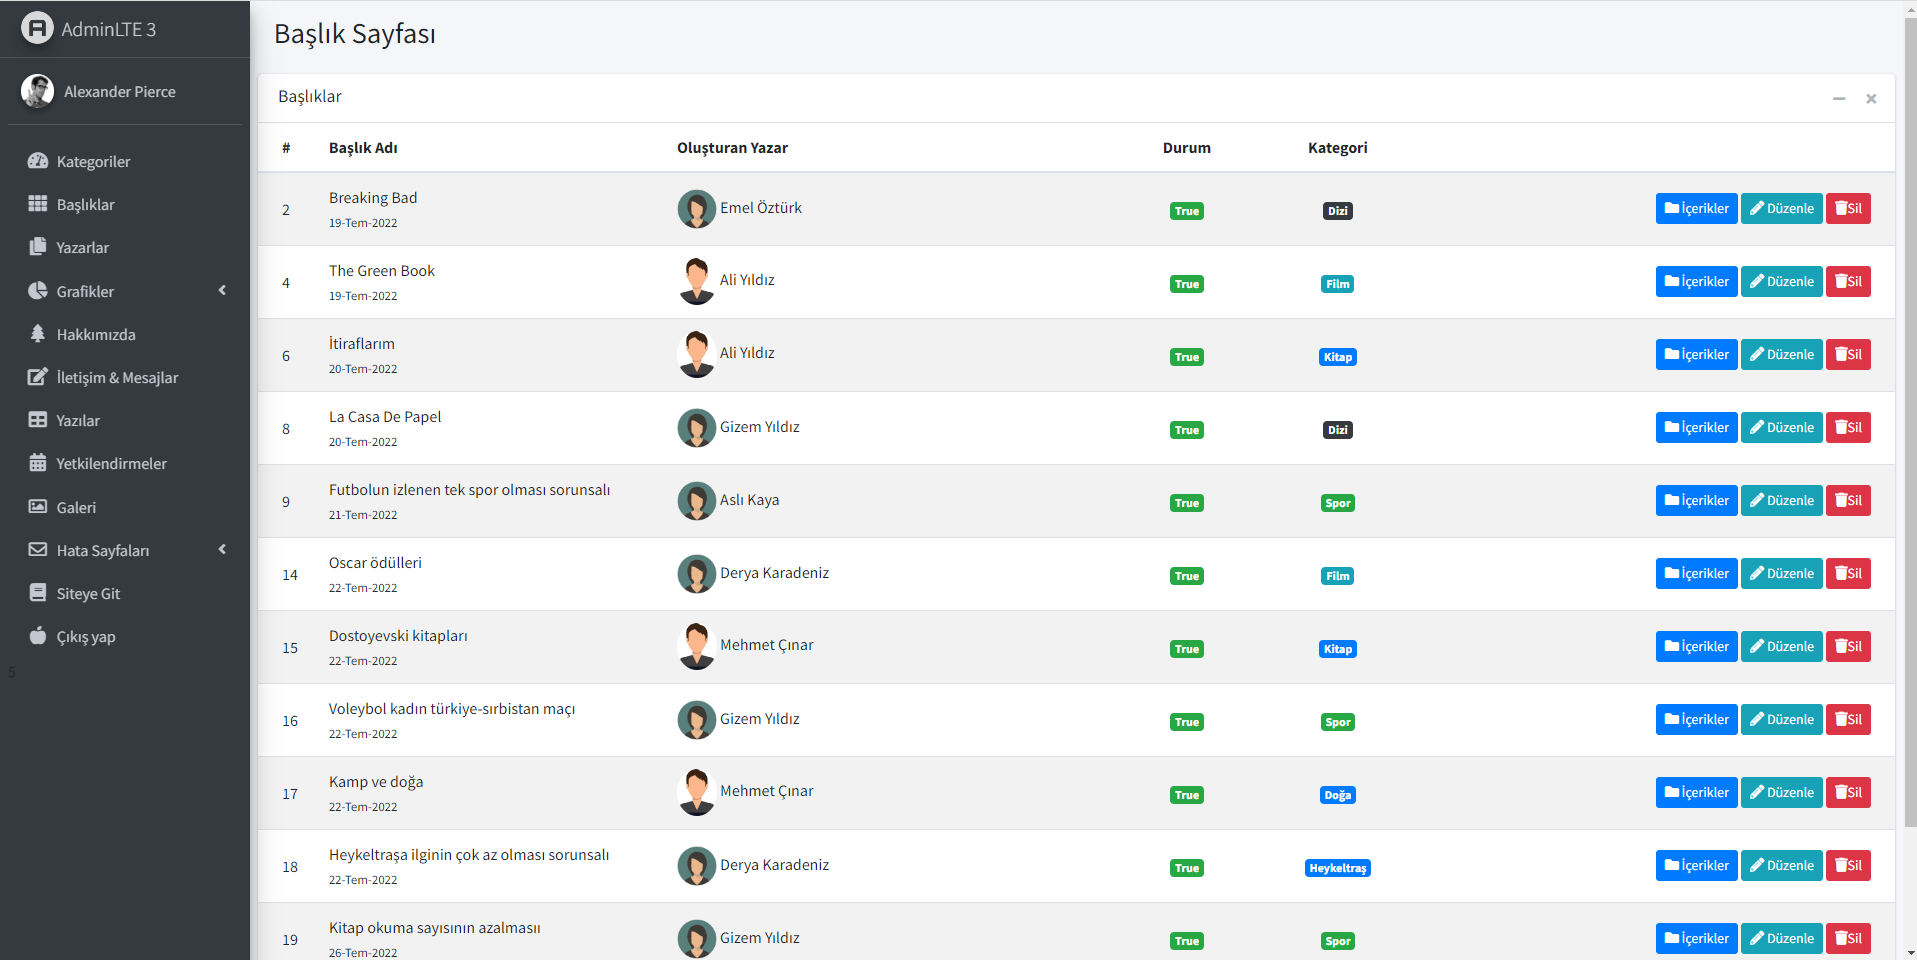 AdminLTE 3
Alexander Pierce
Kategoriler
Başlıklar
Yazarlar
Grafikler
Hakkımızda
İletişim & Mesajlar
Yazılar
Yetkilendirmeler
Galeri
Hata Sayfaları
Siteye Git
Çıkış yap
5
Başlık Sayfası
Başlıklar
# Başlık Adı Oluşturan Yazar Durum Kategori
2 Breaking Bad Emel Öztürk True Dizi İçerikler Düzenle Sil
19-Tem-2022
4 The Green Book Ali Yıldız True Film İçerikler Düzenle Sil
19-Tem-2022
6 İtiraflarım Ali Yıldız True Kitap İçerikler Düzenle Sil
20-Tem-2022
8 La Casa De Papel Gizem Yıldız True Dizi İçerikler Düzenle Sil
20-Tem-2022
9 Futbolun izlenen tek spor olması sorunsalı Aslı Kaya True Spor İçerikler Düzenle Sil
21-Tem-2022
14 Oscar ödülleri Derya Karadeniz True Film İçerikler Düzenle Sil
22-Tem-2022
15 Dostoyevski kitapları Mehmet Çınar True Kitap İçerikler Düzenle Sil
22-Tem-2022
16 Voleybol kadın türkiye-sırbistan maçı Gizem Yıldız True Spor İçerikler Düzenle Sil
22-Tem-2022
17 Kamp ve doğa Mehmet Çınar True Doğa İçerikler Düzenle Sil
22-Tem-2022
18 Heykeltraşa ilginin çok az olması sorunsalı Derya Karadeniz True Heykeltraş İçerikler Düzenle Sil
22-Tem-2022
19 Kitap okuma sayısının azalmasıı Gizem Yıldız True Spor İçerikler Düzenle Sil
26-Tem-2022